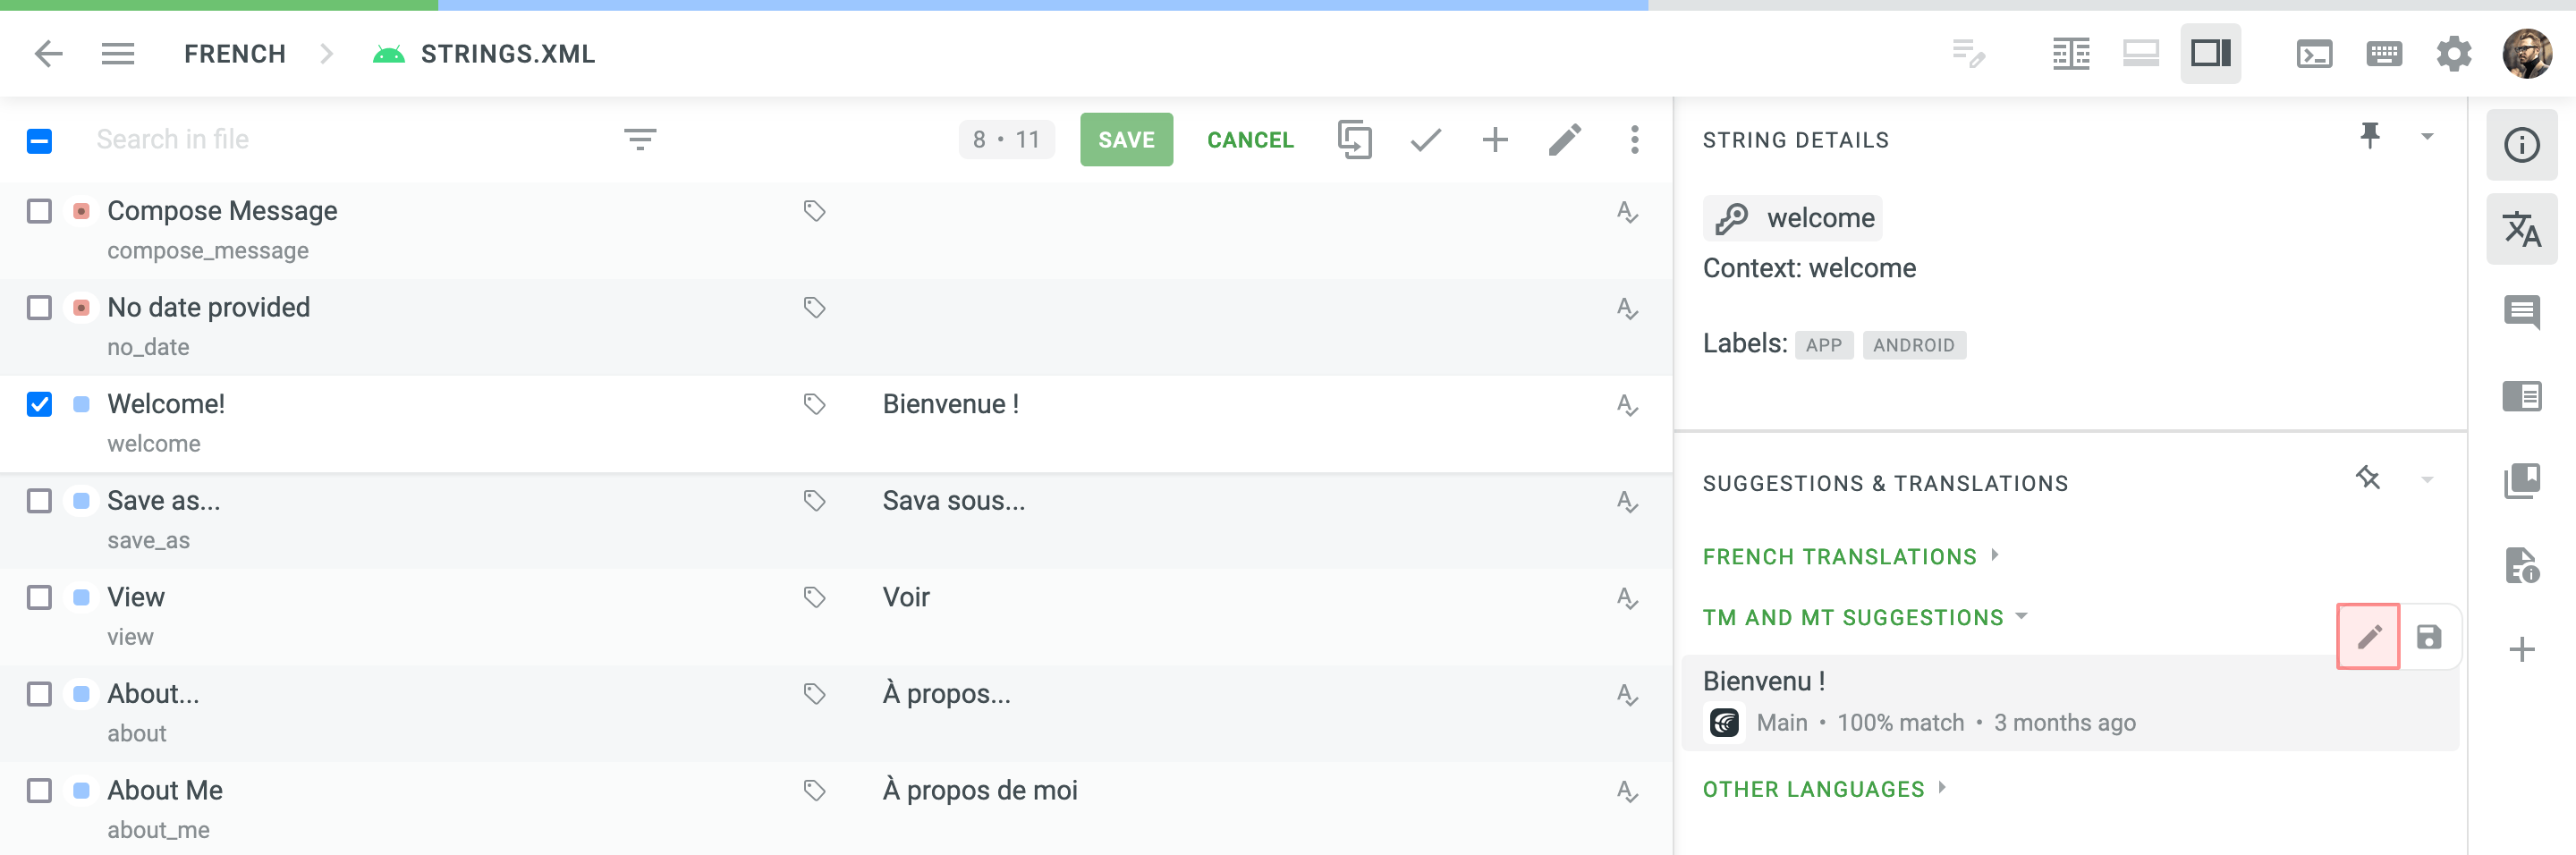 FRENCH
STRINGS.XML
Search in file
8 • 11
SAVE
CANCEL
Compose Message
compose_message
No date provided
no_date
Welcome!
Bienvenue !
welcome
Save as...
Sava sous...
save_as
View
Voir
view
About...
À propos...
about
About Me
À propos de moi
about_me
STRING DETAILS
welcome
Context: welcome
Labels: APP ANDROID
SUGGESTIONS & TRANSLATIONS
FRENCH TRANSLATIONS
TM AND MT SUGGESTIONS
Bienvenu !
Main • 100% match • 3 months ago
OTHER LANGUAGES